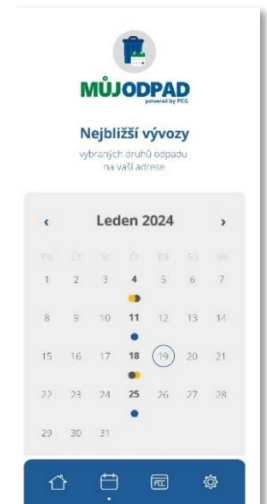 MŮJODPAD
powered by FCC
Nejbližší vývozy
vybraných druhů odpadu
na vaší adrese
‹ Leden 2024 ›
Po Út St Čt Pá So Ne
1 2 3 4 5 6 7
8 9 10 11 12 13 14
15 16 17 18 19 20 21
22 23 24 25 26 27 28
29 30 31
FCC